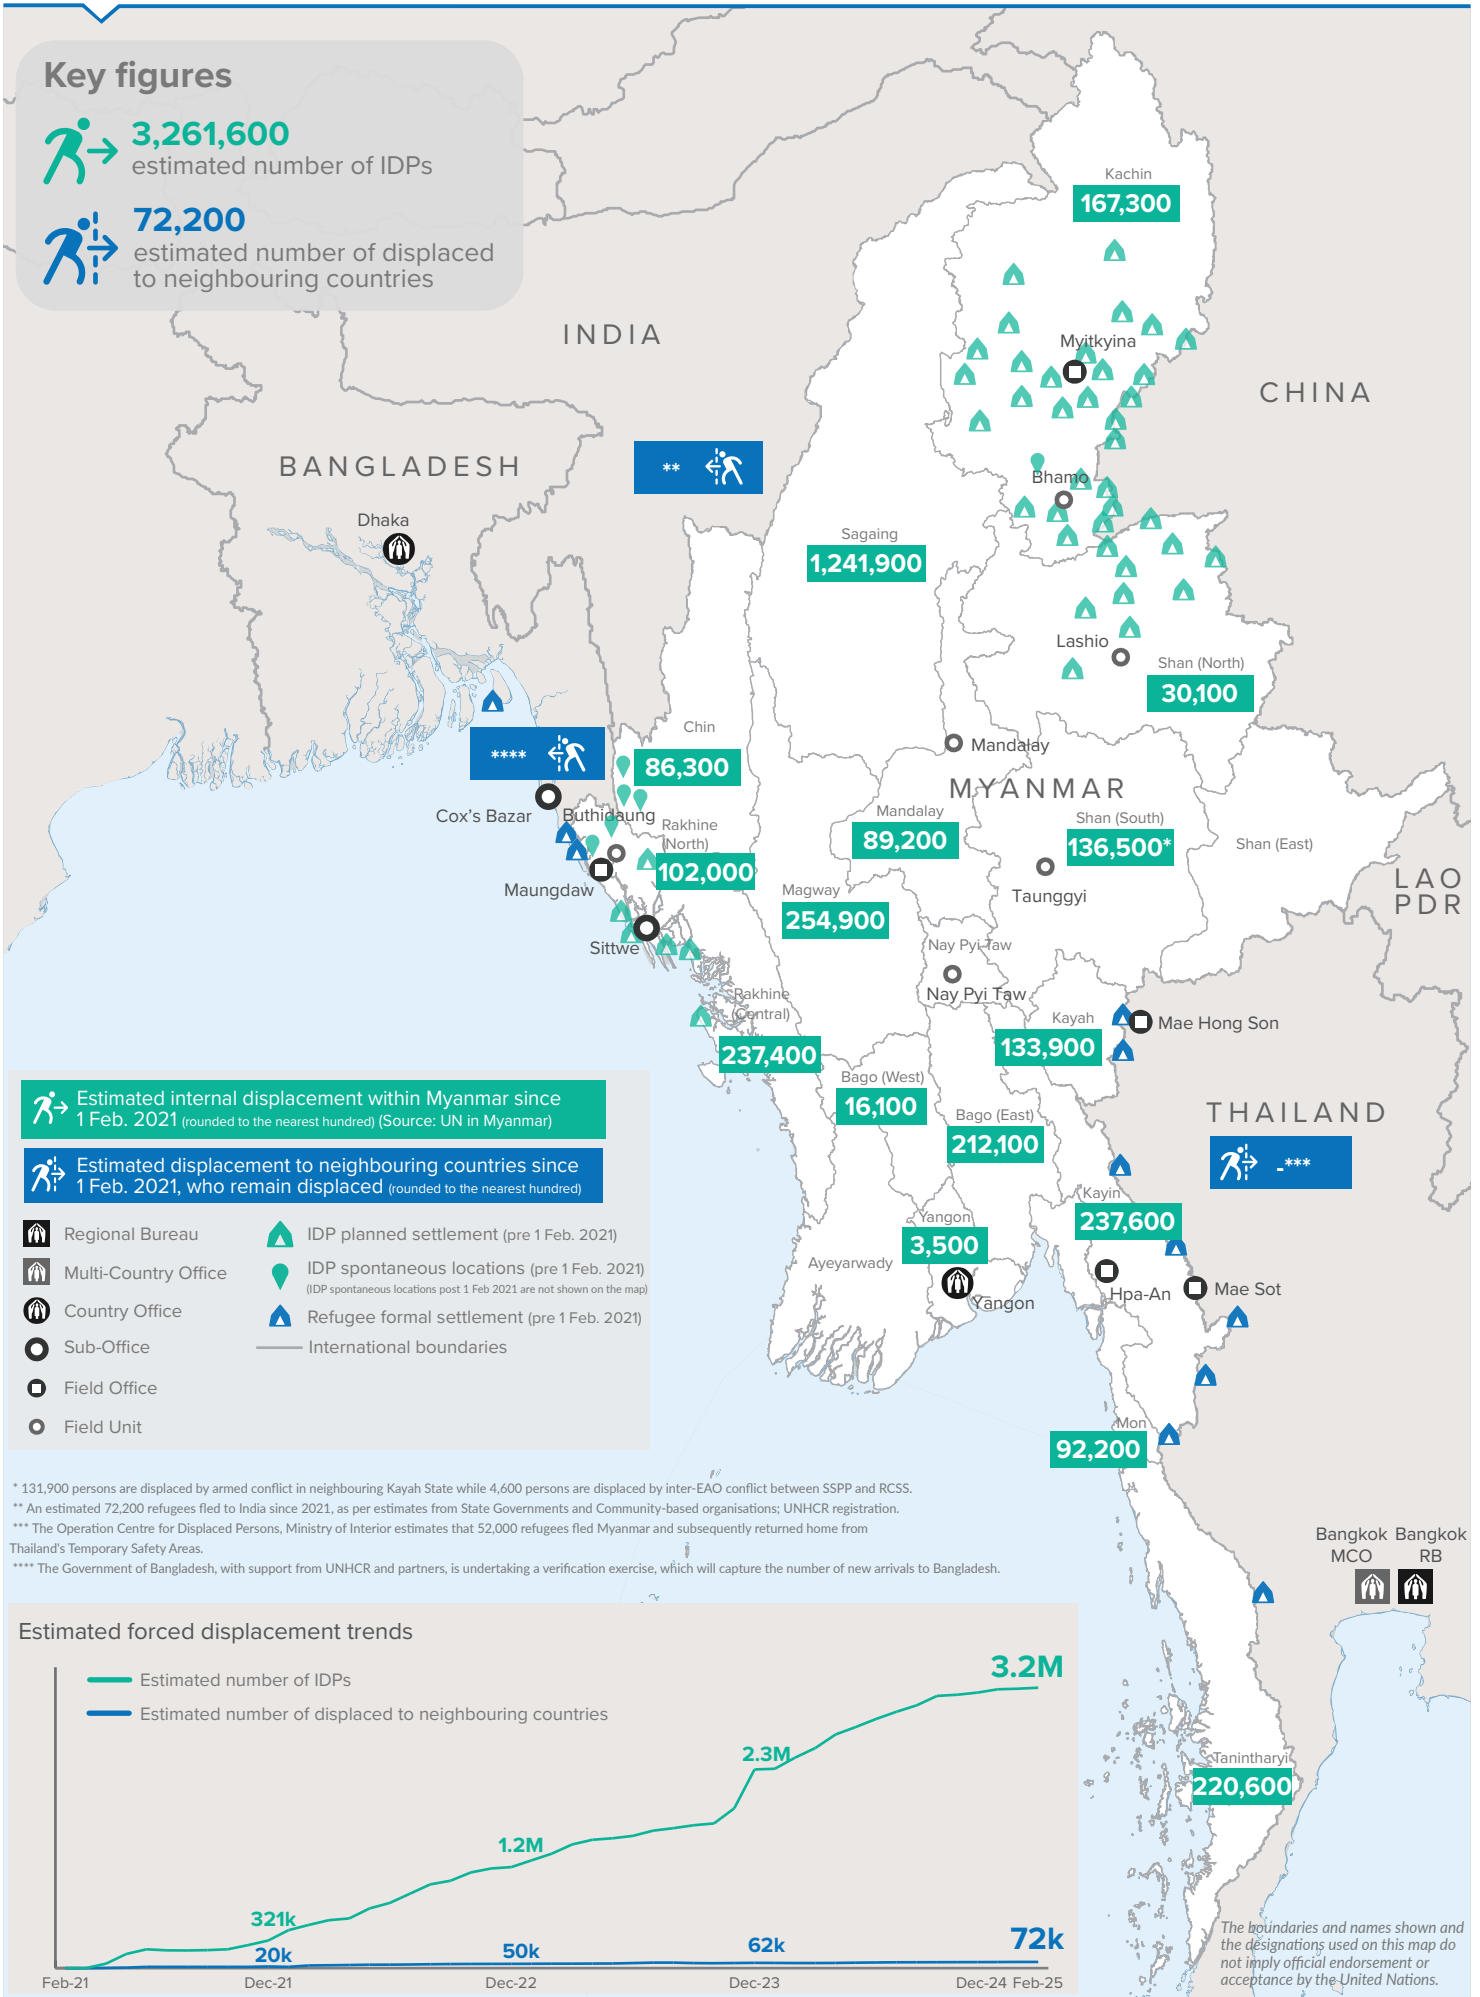 Key figures
3,261,600
estimated number of IDPs
72,200
estimated number of displaced
to neighbouring countries
INDIA
CHINA
BANGLADESH
Dhaka
**
Kachin
167,300
Myitkyina
Bhamo
Sagaing
1,241,900
Lashio
Shan (North)
30,100
Chin
86,300
****
Cox's Bazar
Buthidaung
Mandalay
MYANMAR
Mandalay
89,200
Shan (South)
136,500*
Shan (East)
LAO
PDR
Rakhine
(North)
102,000
Maungdaw
Taunggyi
Magway
254,900
Sittwe
Nay Pyi Taw
Nay Pyi Taw
Rakhine
(Central)
237,400
Kayah
133,900
Mae Hong Son
Bago (West)
16,100
Bago (East)
212,100
THAILAND
-***
Kayin
237,600
Yangon
3,500
Ayeyarwady
Yangon
Hpa-An
Mae Sot
Mon
92,200
Bangkok
MCO
Bangkok
RB
Tanintharyi
220,600
Estimated internal displacement within Myanmar since
1 Feb. 2021 (rounded to the nearest hundred) (Source: UN in Myanmar)
Estimated displacement to neighbouring countries since
1 Feb. 2021, who remain displaced (rounded to the nearest hundred)
Regional Bureau
Multi-Country Office
Country Office
Sub-Office
Field Office
Field Unit
IDP planned settlement (pre 1 Feb. 2021)
IDP spontaneous locations (pre 1 Feb. 2021)
(IDP spontaneous locations post 1 Feb 2021 are not shown on the map)
Refugee formal settlement (pre 1 Feb. 2021)
International boundaries
* 131,900 persons are displaced by armed conflict in neighbouring Kayah State while 4,600 persons are displaced by inter-EAO conflict between SSPP and RCSS.
** An estimated 72,200 refugees fled to India since 2021, as per estimates from State Governments and Community-based organisations; UNHCR registration.
*** The Operation Centre for Displaced Persons, Ministry of Interior estimates that 52,000 refugees fled Myanmar and subsequently returned home from
Thailand's Temporary Safety Areas.
**** The Government of Bangladesh, with support from UNHCR and partners, is undertaking a verification exercise, which will capture the number of new arrivals to Bangladesh.
Estimated forced displacement trends
Estimated number of IDPs
Estimated number of displaced to neighbouring countries
3.2M
2.3M
1.2M
321k
20k
50k
62k
72k
Feb-21
Dec-21
Dec-22
Dec-23
Dec-24
Feb-25
The boundaries and names shown and
the designations used on this map do
not imply official endorsement or
acceptance by the United Nations.